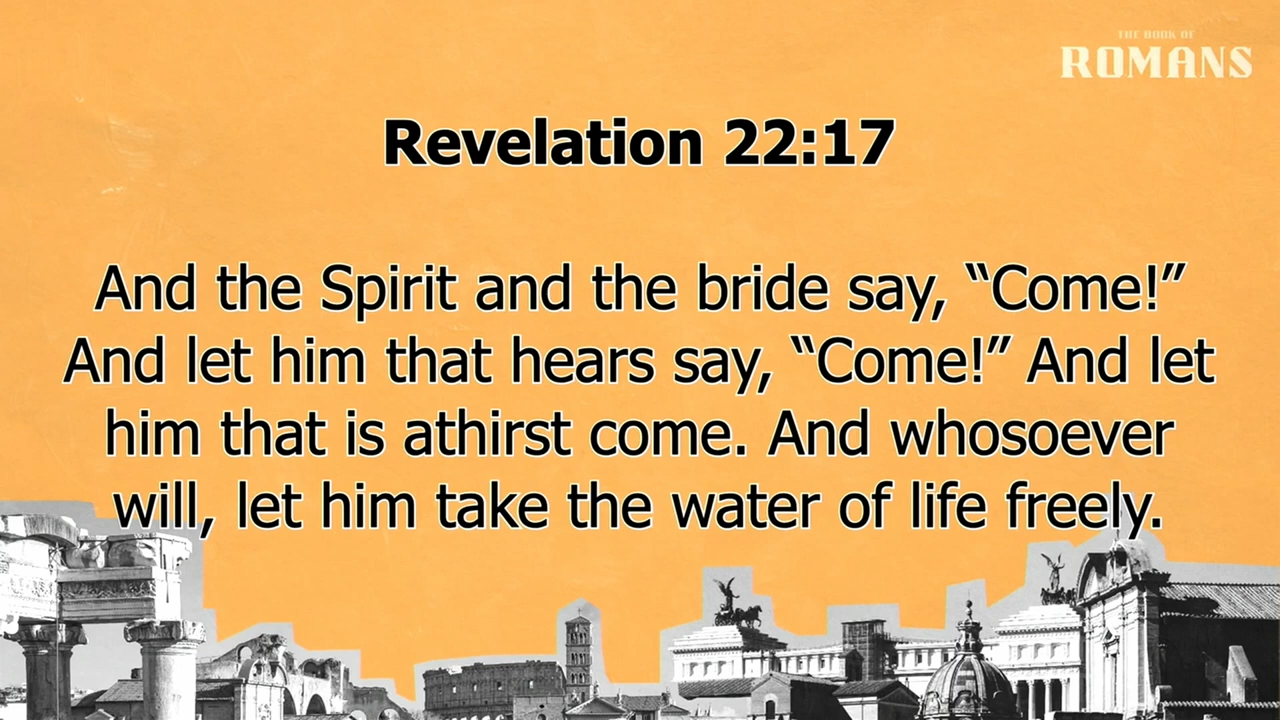 THE BOOK OF
ROMANS
Revelation 22:17
And the Spirit and the bride say, “Come!”
And let him that hears say, “Come!” And let
him that is athirst come. And whosoever
will, let him take the water of life freely.